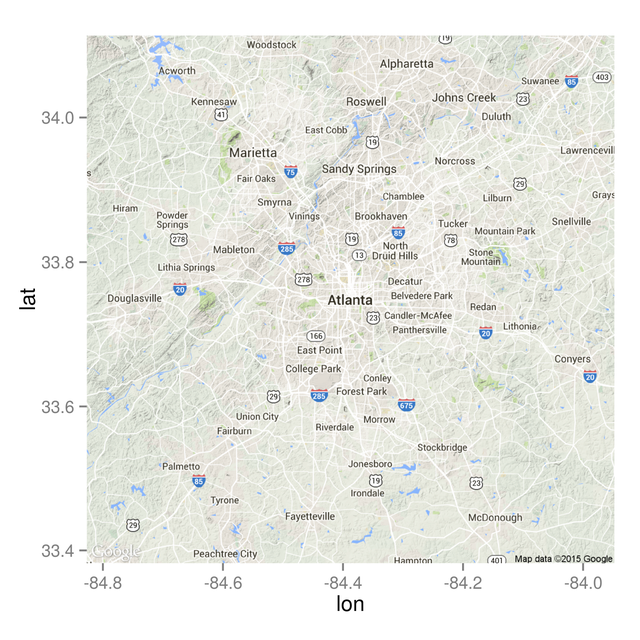 19
Woodstock
Alpharetta
Acworth
Suwanee
85
403
Kennesaw
Roswell
Johns Creek
23
41
34.0
Duluth
East Cobb
19
Marietta
Lawrencevill
Norcross
Sandy Springs
75
s
Fair Oaks
29
Grays
Smyrna
Chamblee
Lilburn
Hiram
Powder
Springs
Vinings
Brookhaven
Tucker
Snellville
Mountain Park
85
278
19
78
Mableton
285
North
Druid Hills
13
Stone
Mountain
33.8
Lithia Springs
278
Decatur
20
Douglasville
Atlanta
Belvedere Park
lat
Redan
23
Candler-McAfee
Lithonia
Panthersville
20
166
East Point
Conyers
College Park
Conley
20
285
Forest Park
29
675
33.6
Union City
Morrow
Fairburn
Riverdale
Stockbridge
Palmetto
Jonesboro
85
19
23
Irondale
Tyrone
Fayetteville
McDonough
29
33.4
Google
Peachtree City
Hampton
401
Map data ©2015 Google
-84.8
-84.6
-84.4
-84.2
-84.0
lon